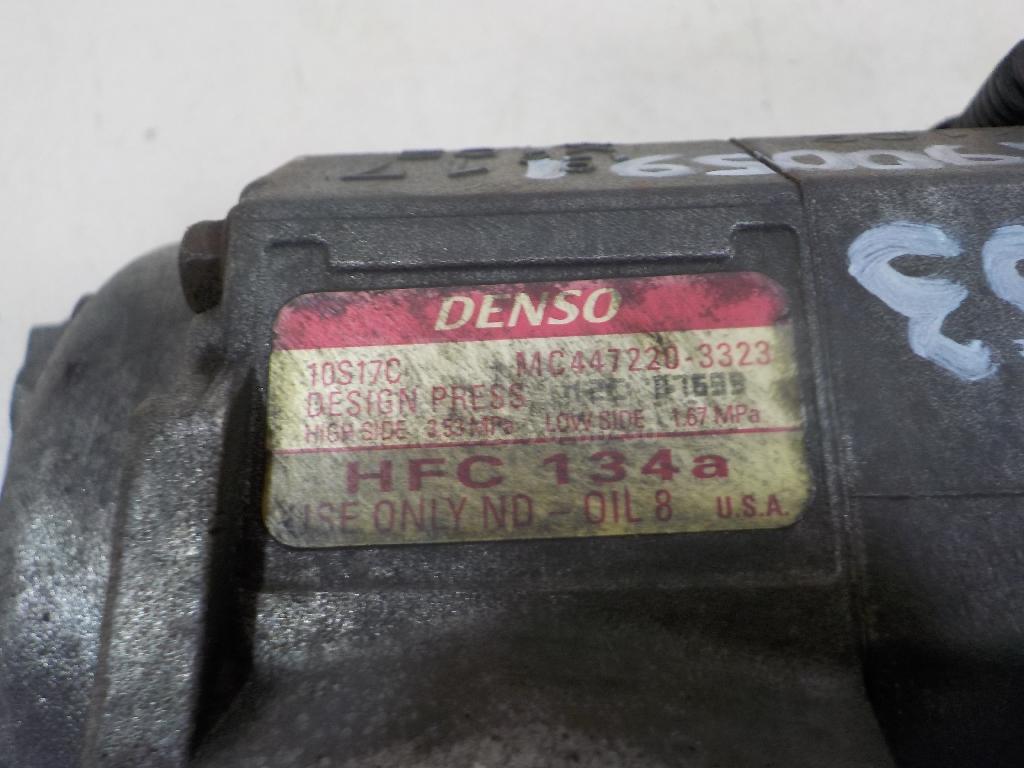 DENSO
10S17C MC447220-3323
DESIGN PRESS
HIGH SIDE 3.53 MPa LOW SIDE 1.67 MPa
HFC 134a
USE ONLY ND-OIL 8 U.S.A.